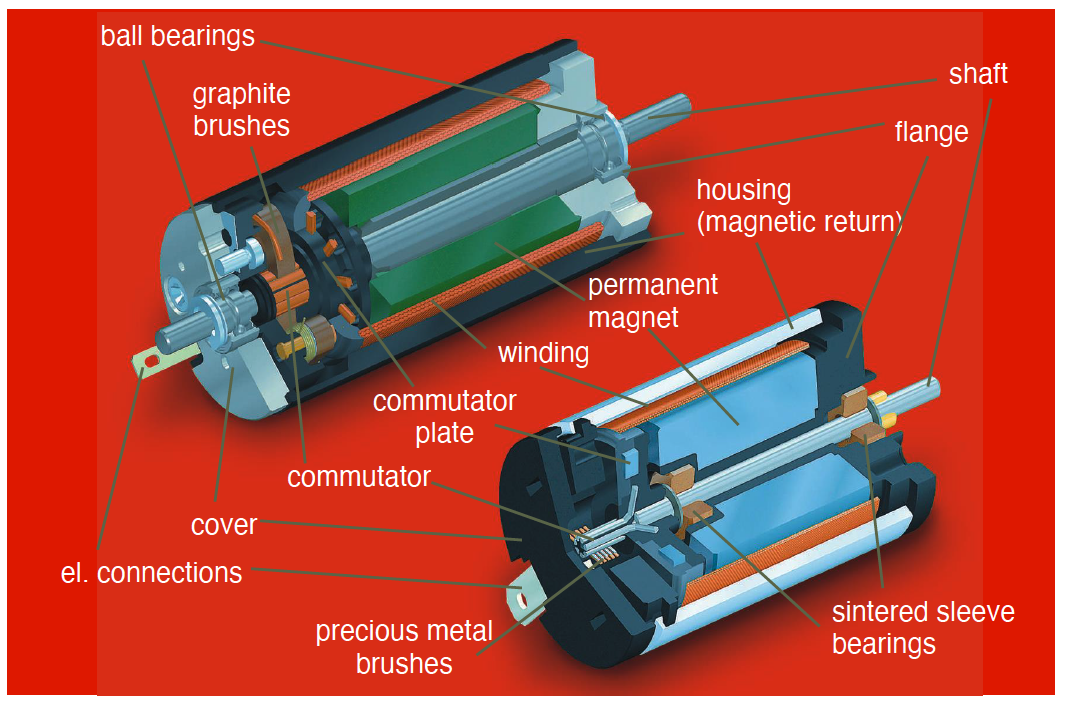 ball bearings
graphite
brushes
shaft
flange
housing
(magnetic return)
permanent
magnet
winding
commutator
plate
commutator
cover
el. connections
precious metal
brushes
sintered sleeve
bearings